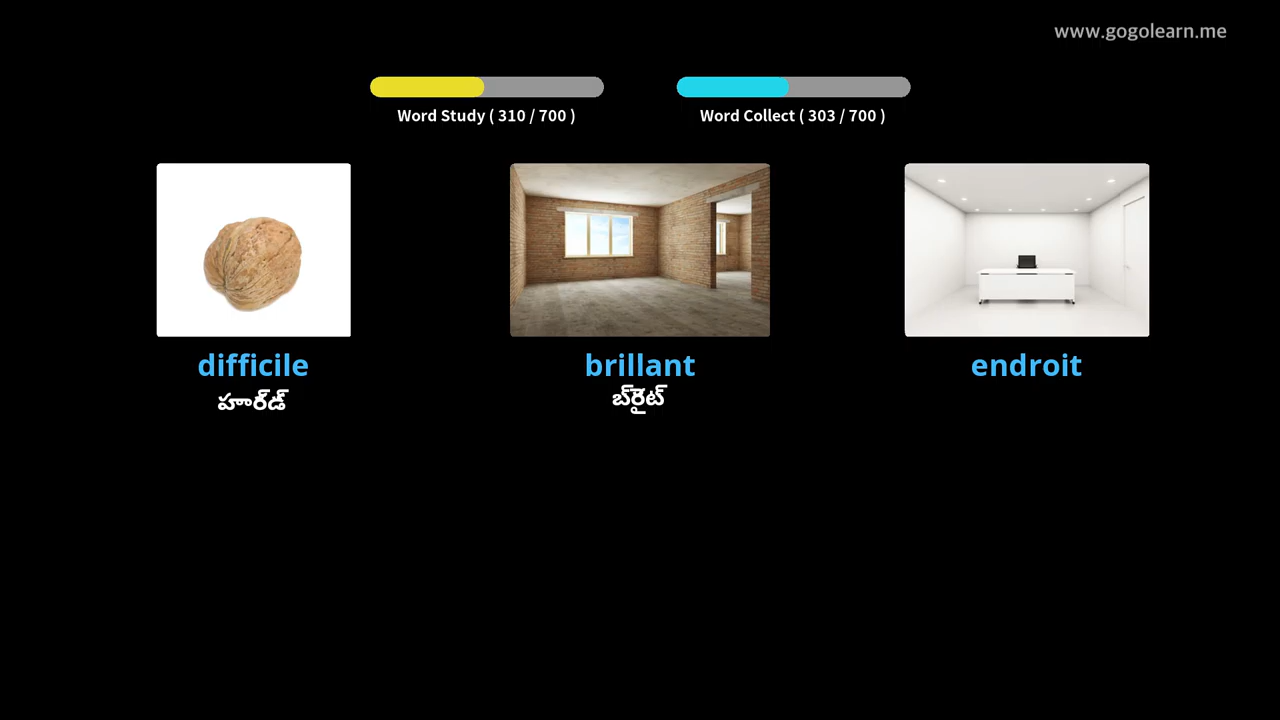 www.gogolearn.me
Word Study ( 310 / 700 )
Word Collect ( 303 / 700 )
difficile
హార్‌డ్
brillant
బ్‌రైట్
endroit